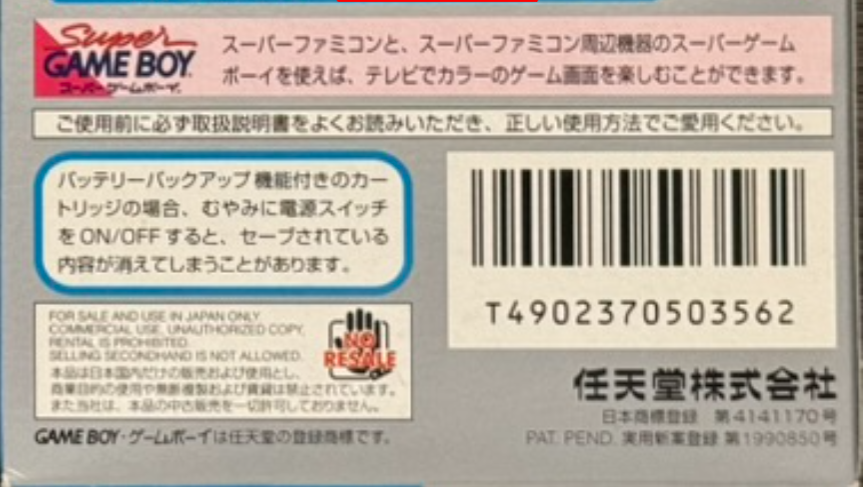 Super
GAME BOY
スーパーゲームボーイ
スーパーファミコンと、スーパーファミコン周辺機器のスーパーゲーム
ボーイを使えば、テレビでカラーのゲーム画面を楽しむことができます。
ご使用前に必ず取扱説明書をよくお読みいただき、正しい使用方法でご愛用ください。
バッテリーバックアップ機能付きのカー
トリッジの場合、むやみに電源スイッチ
を ON/OFF すると、セーブされている
内容が消えてしまうことがあります。
FOR SALE AND USE IN JAPAN ONLY.
COMMERCIAL USE, UNAUTHORIZED COPY,
RENTAL IS PROHIBITED.
SELLING SECONDHAND IS NOT ALLOWED.
本品は日本国内だけの販売および使用とし、
商業目的の使用や無断複製および賃貸は禁止されています。
また当社は、本品の中古販売を一切許可しておりません。
NO
RESALE
GAME BOY・ゲームボーイは任天堂の登録商標です。
T4902370503562
任天堂株式会社
日本商標登録 第4141170号
PAT. PEND. 実用新案登録 第1990850号